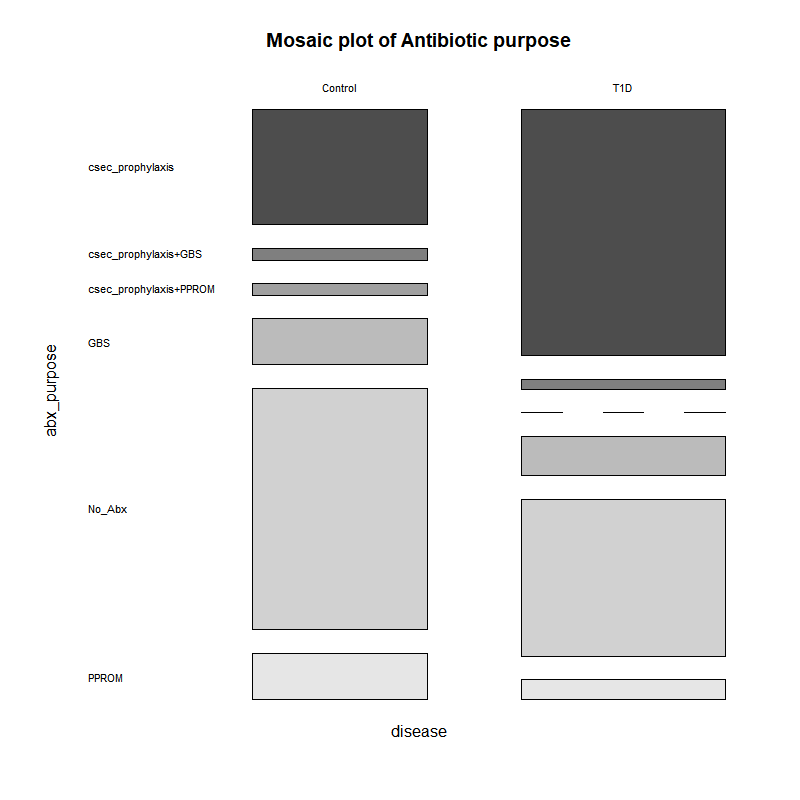 Mosaic plot of Antibiotic purpose
Control
T1D
csec_prophylaxis
csec_prophylaxis+GBS
csec_prophylaxis+PPROM
GBS
abx_purpose
No_Abx
PPROM
disease